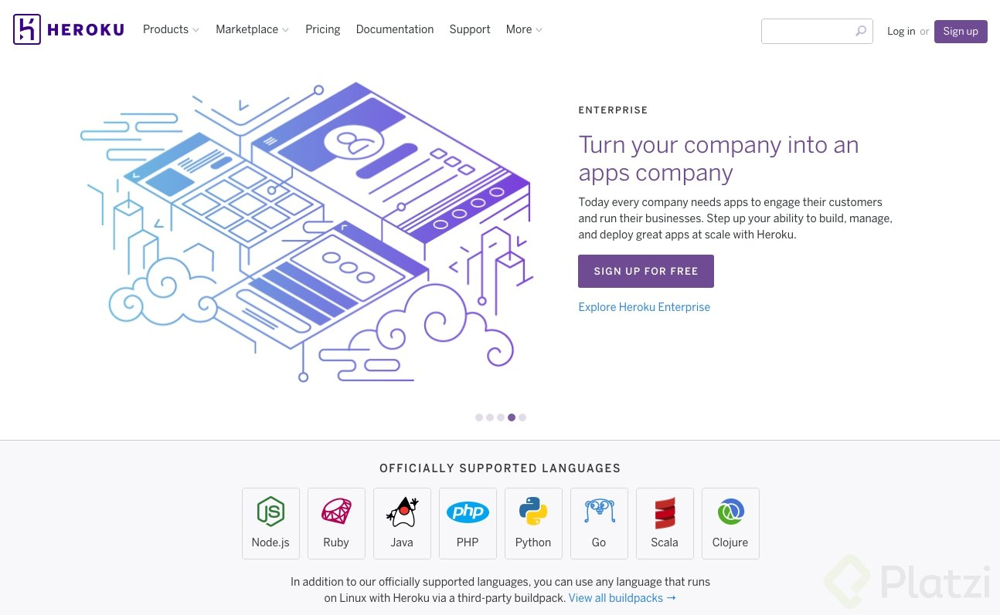 HEROKU Products Marketplace Pricing Documentation Support More Log in or Sign up
ENTERPRISE
Turn your company into an
apps company
Today every company needs apps to engage their customers
and run their businesses. Step up your ability to build, manage,
and deploy great apps at scale with Heroku.
SIGN UP FOR FREE
Explore Heroku Enterprise
OFFICIALLY SUPPORTED LANGUAGES
JS php
Node.js Ruby Java PHP Python Go Scala Clojure
In addition to our officially supported languages, you can use any language that runs
on Linux with Heroku via a third-party buildpack. View all buildpacks →
Platzi